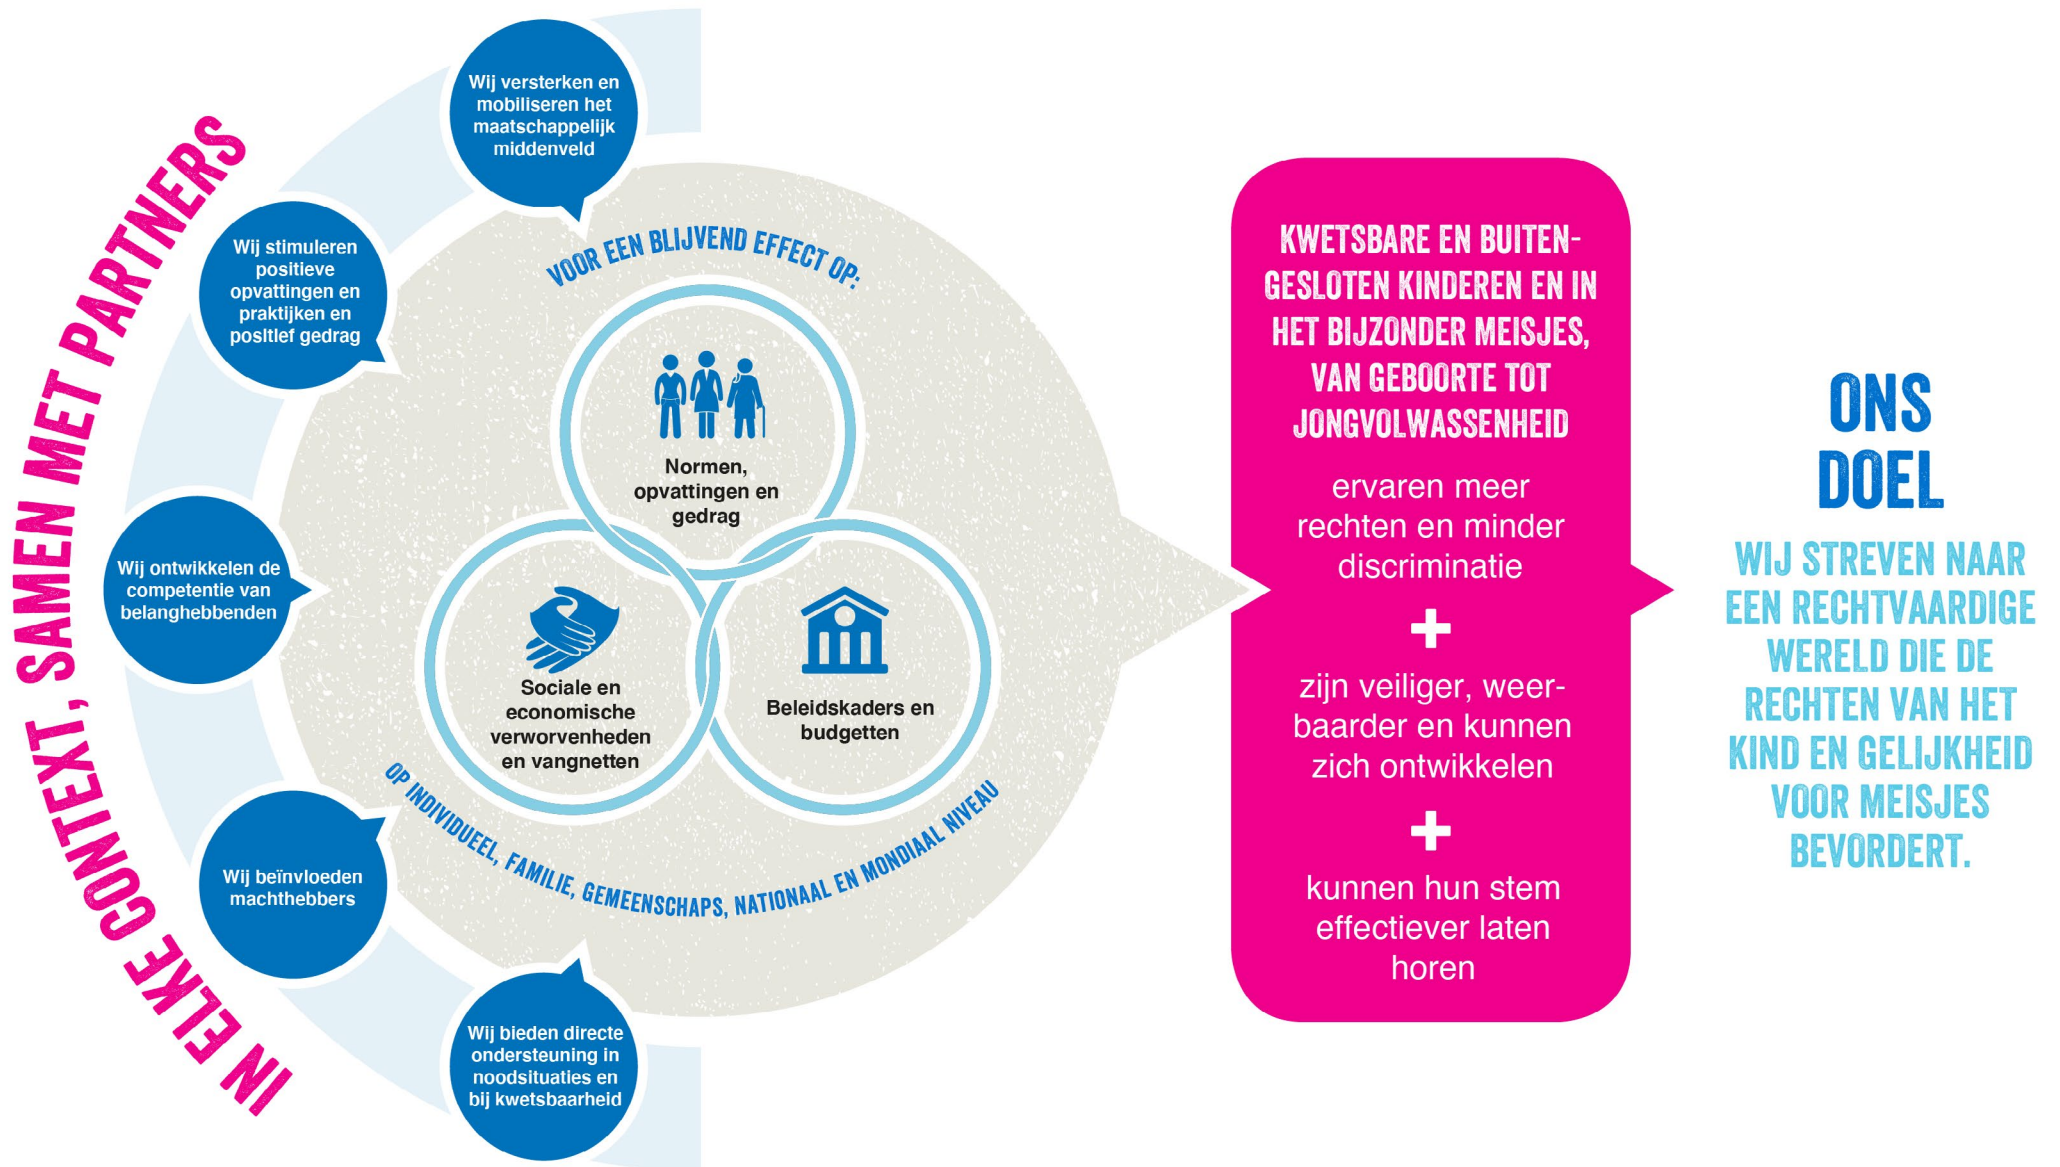 IN ELKE CONTEXT, SAMEN MET PARTNERS
Wij versterken en
mobiliseren het
maatschappelijk
middenveld
Wij stimuleren
positieve
opvattingen en
praktijken en
positief gedrag
Wij ontwikkelen de
competentie van
belanghebbenden
Wij beïnvloeden
machthebbers
Wij bieden directe
ondersteuning in
noodsituaties en
bij kwetsbaarheid
VOOR EEN BLIJVEND EFFECT OP:
Normen,
opvattingen en
gedrag
Sociale en
economische
verworvenheden
en vangnetten
Beleidskaders en
budgetten
OP INDIVIDUEEL, FAMILIE, GEMEENSCHAPS, NATIONAAL EN MONDIAAL NIVEAU
KWETSBARE EN BUITEN-
GESLOTEN KINDEREN EN IN
HET BIJZONDER MEISJES,
VAN GEBOORTE TOT
JONGVOLWASSENHEID
ervaren meer
rechten en minder
discriminatie
+
zijn veiliger, weer-
baarder en kunnen
zich ontwikkelen
+
kunnen hun stem
effectiever laten
horen
ONS
DOEL
WIJ STREVEN NAAR
EEN RECHTVAARDIGE
WERELD DIE DE
RECHTEN VAN HET
KIND EN GELIJKHEID
VOOR MEISJES
BEVORDERT.